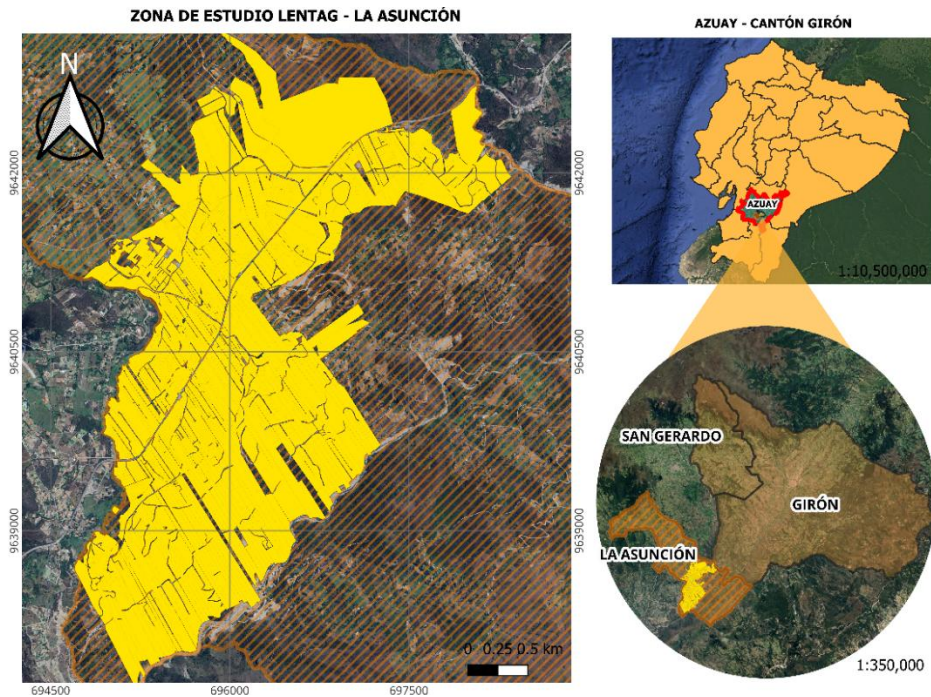 ZONA DE ESTUDIO LENTAG - LA ASUNCIÓN
N
9642000
9640500
9639000
9642000
9640500
9639000
0 0.25 0.5 km
694500
696000
697500
AZUAY - CANTÓN GIRÓN
AZUAY
1:10,500,000
SAN GERARDO
GIRÓN
LA ASUNCIÓN
1:350,000